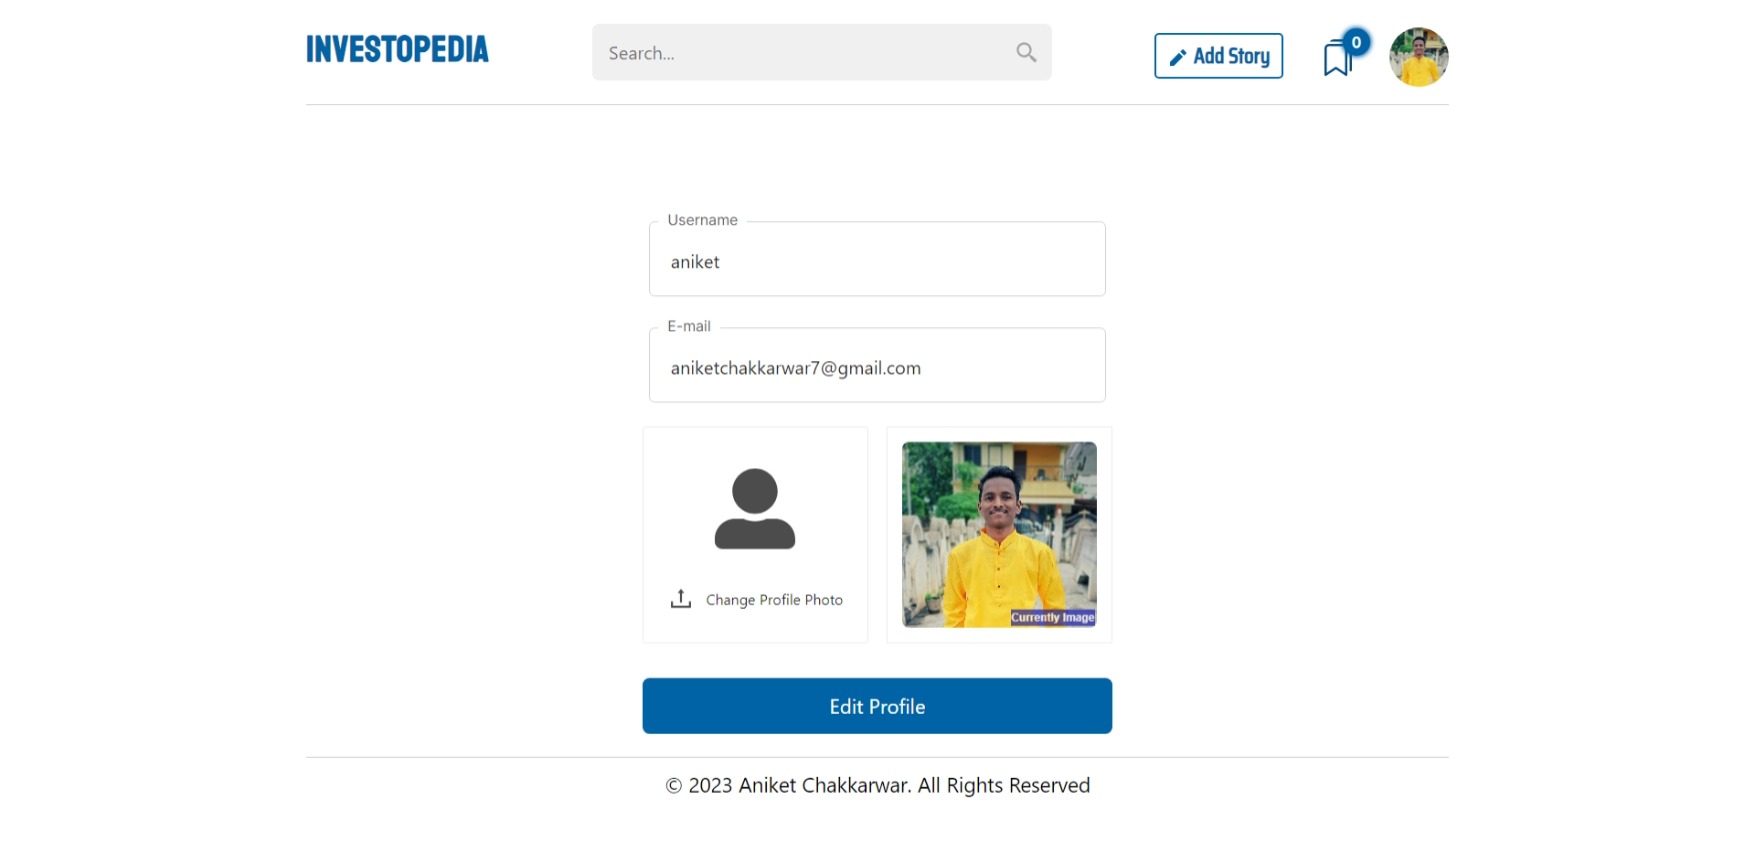 INVESTOPEDIA
Search...
Add Story
0
Username
aniket
E-mail
aniketchakkarwar7@gmail.com
Change Profile Photo
Currently Image
Edit Profile
© 2023 Aniket Chakkarwar. All Rights Reserved